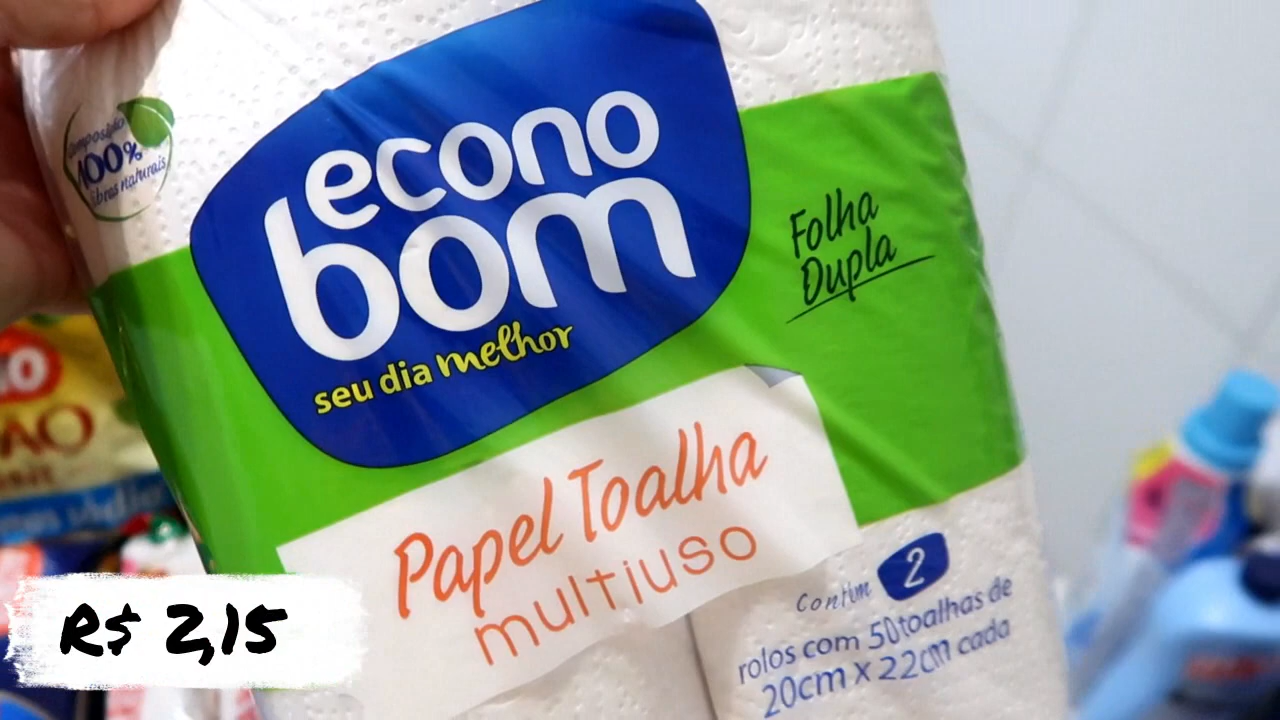 composição
100%
fibras naturais
econo
bom
seu dia melhor
Folha
Dupla
Papel Toalha
multiuso
Contém 2
rolos com 50 toalhas de
20cm x 22cm cada
R$ 2,15